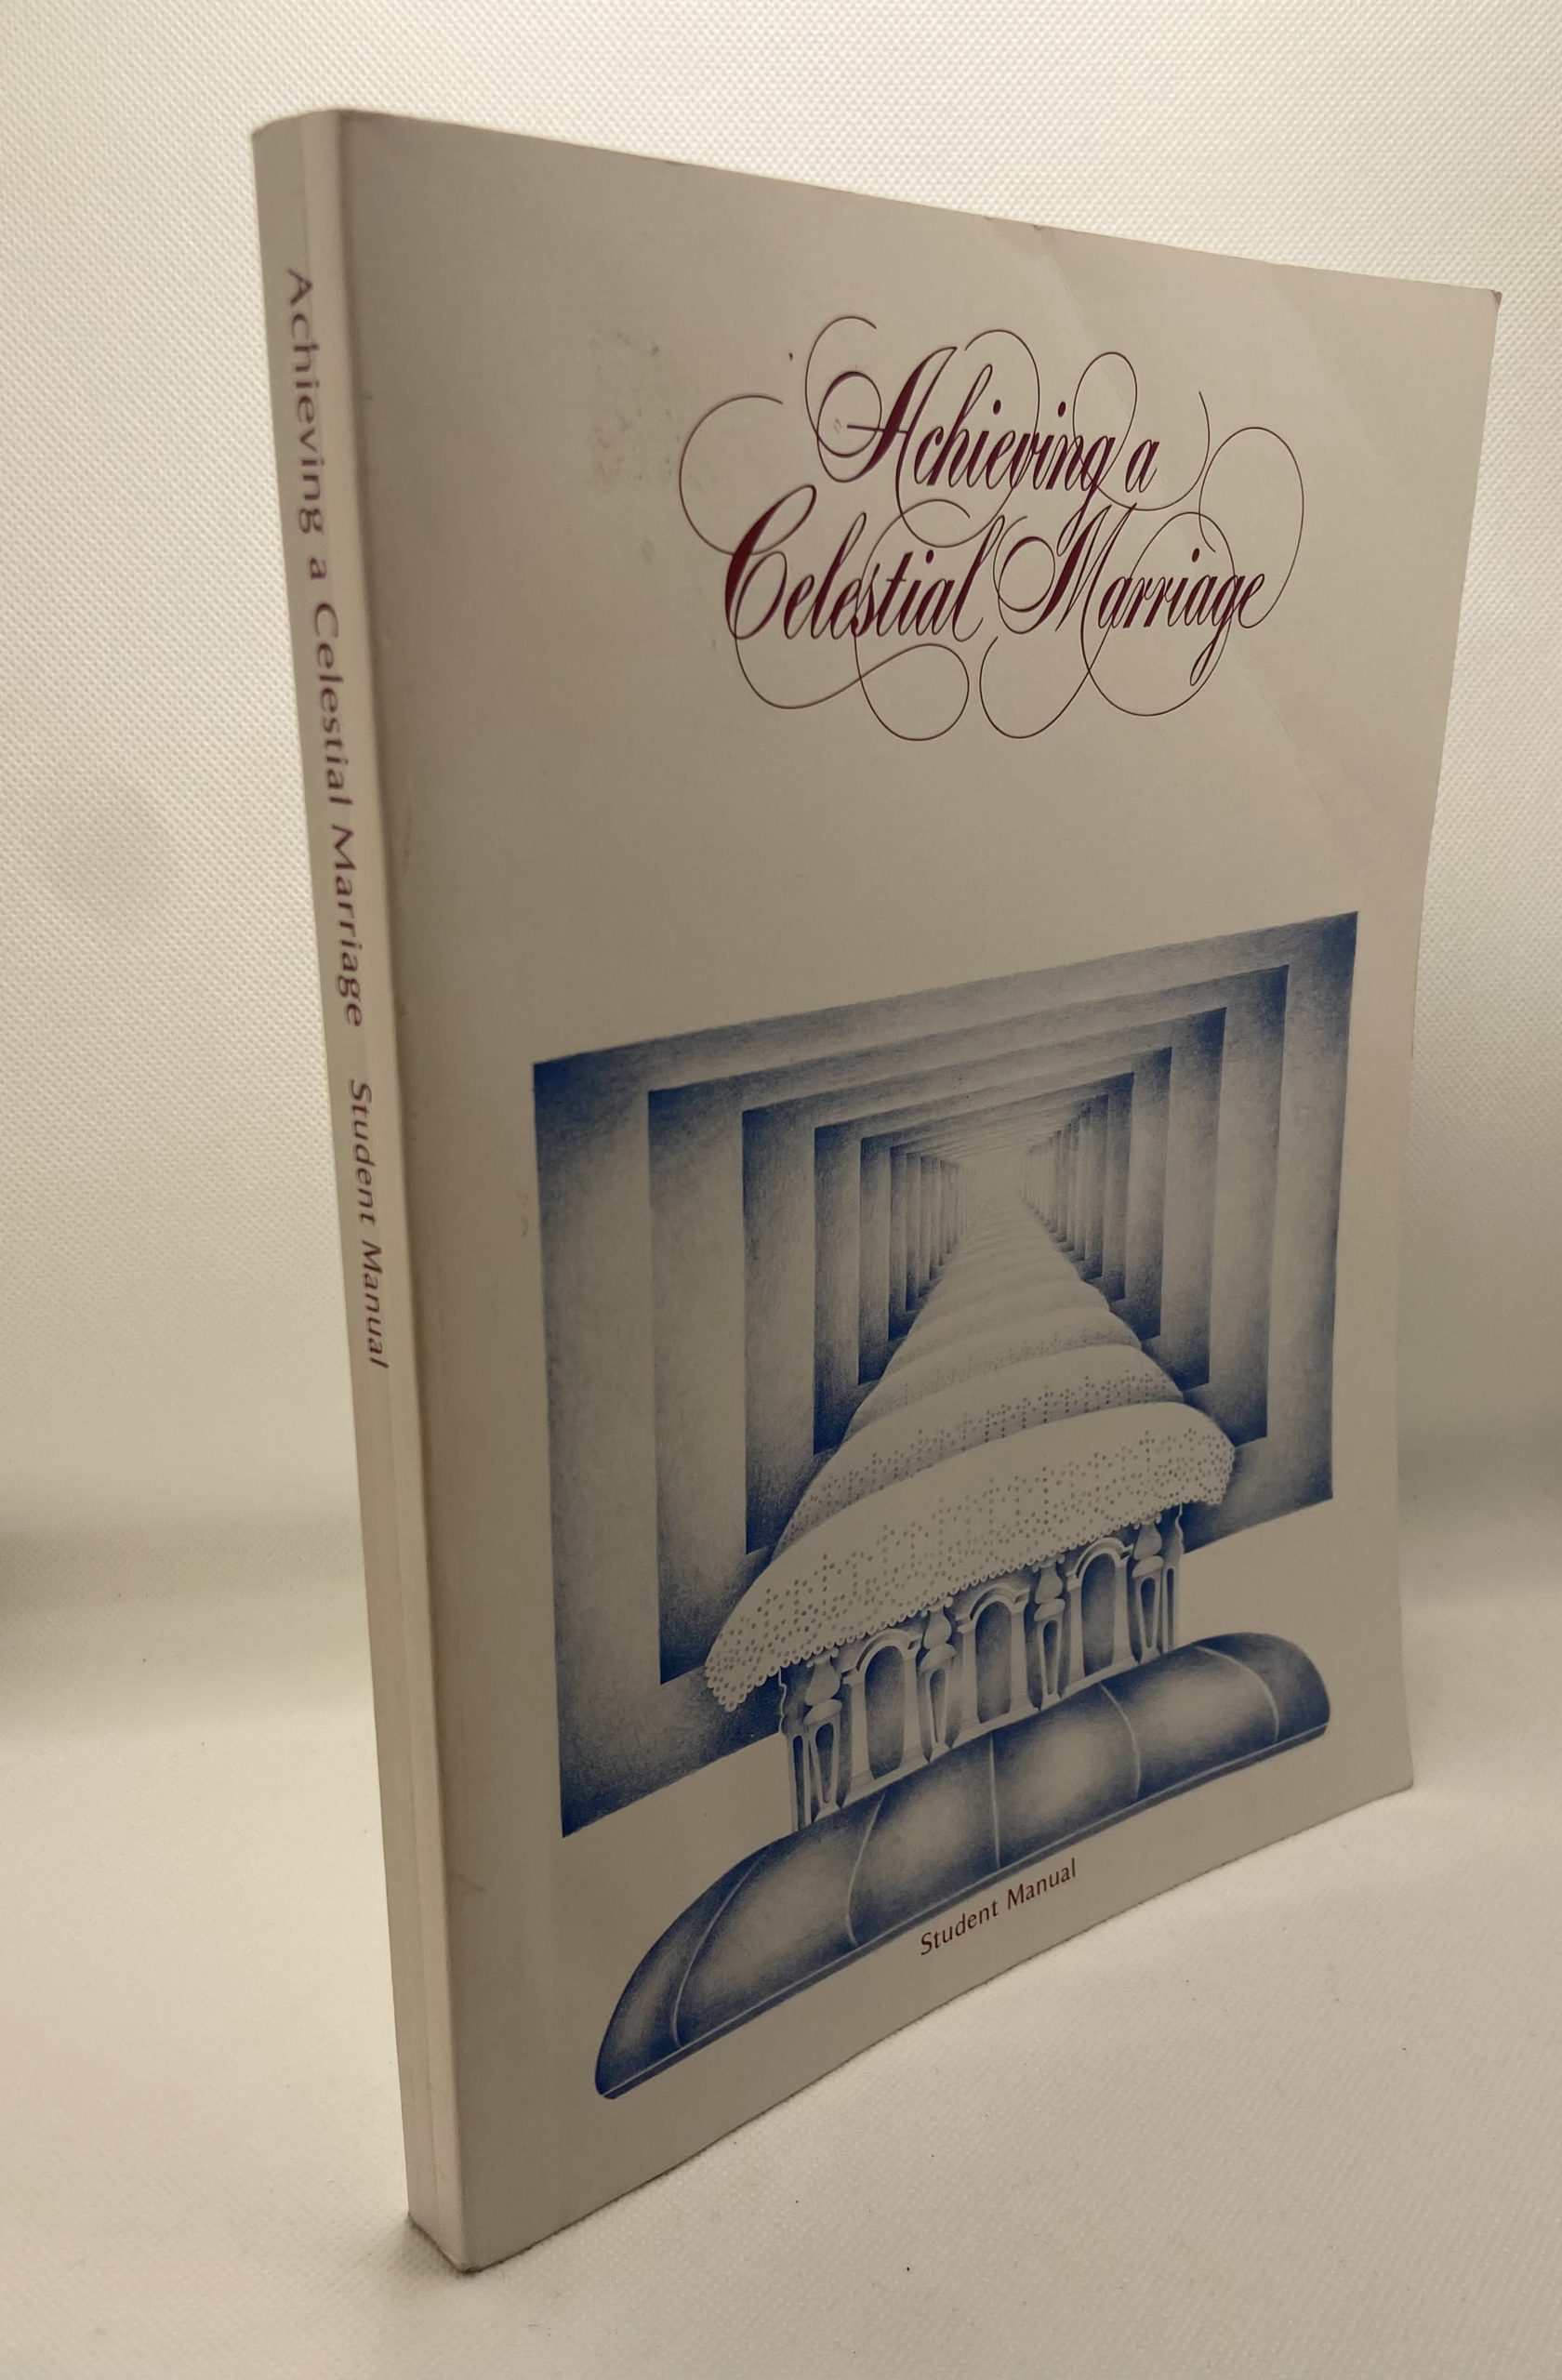 Achieving a Celestial Marriage Student Manual
Achieving a
Celestial Marriage
Student Manual